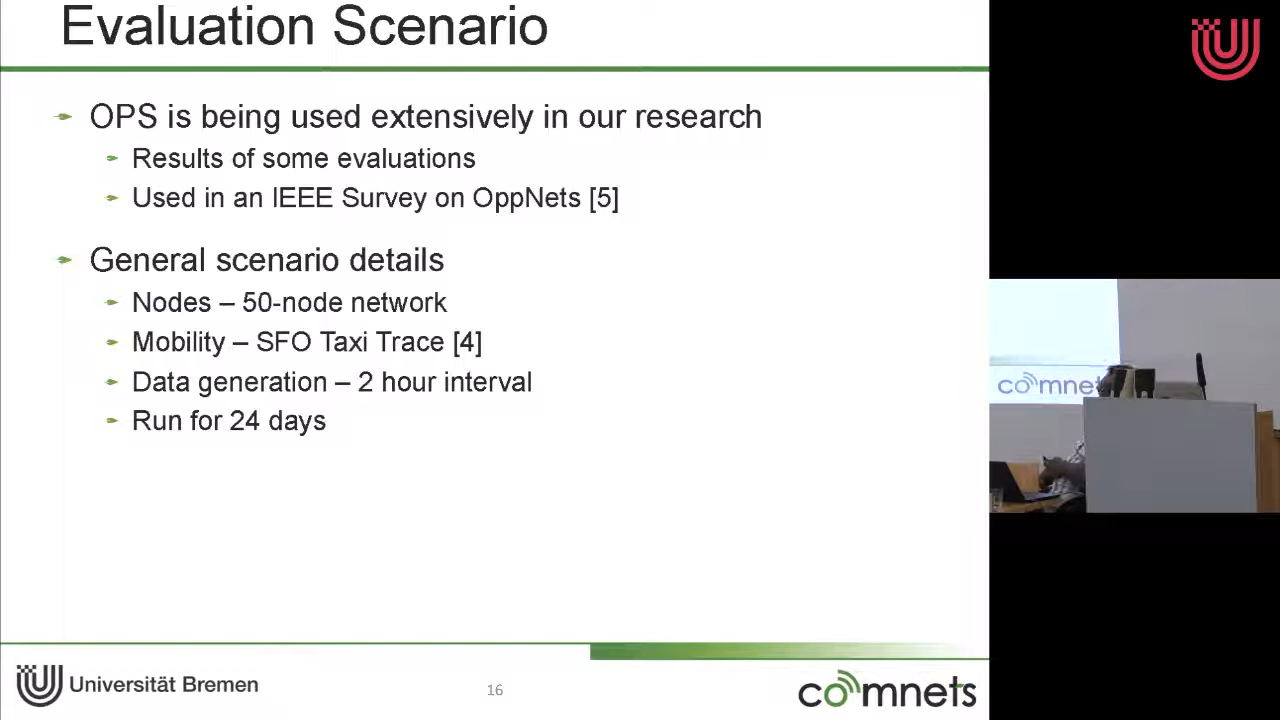 Evaluation Scenario
OPS is being used extensively in our research
Results of some evaluations
Used in an IEEE Survey on OppNets [5]
General scenario details
Nodes – 50-node network
Mobility – SFO Taxi Trace [4]
Data generation – 2 hour interval
Run for 24 days
comnets
Universität Bremen
16
comnets